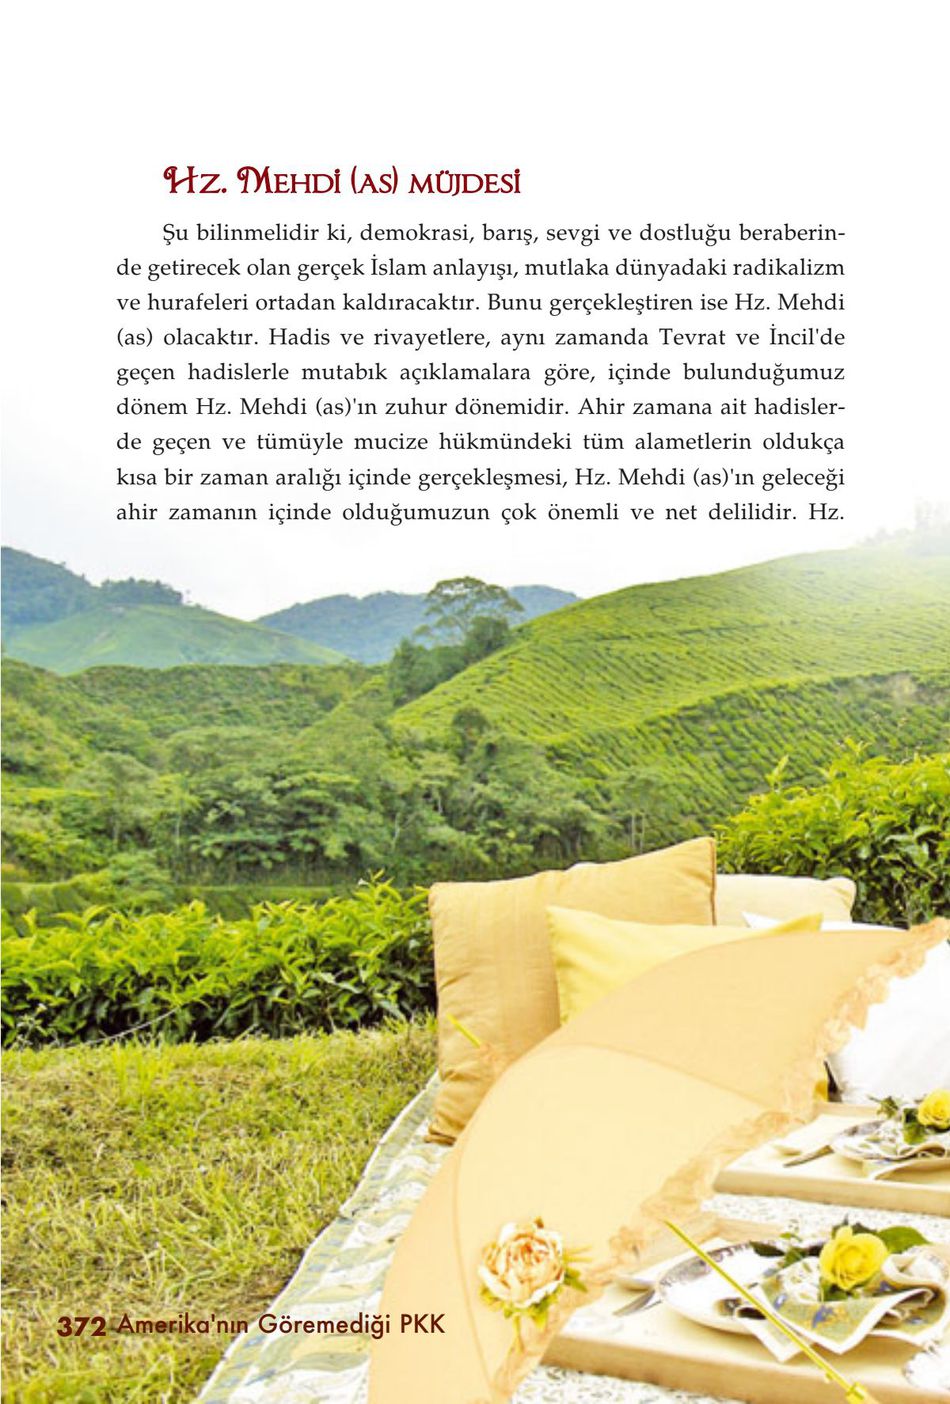 Hz. Mehdi (as) müjdesi
Şu bilinmelidir ki, demokrasi, barış, sevgi ve dostluğu beraberin-
de getirecek olan gerçek İslam anlayışı, mutlaka dünyadaki radikalizm
ve hurafeleri ortadan kaldıracaktır. Bunu gerçekleştiren ise Hz. Mehdi
(as) olacaktır. Hadis ve rivayetlere, aynı zamanda Tevrat ve İncil'de
geçen hadislerle mutabık açıklamalara göre, içinde bulunduğumuz
dönem Hz. Mehdi (as)'ın zuhur dönemidir. Ahir zamana ait hadisler-
de geçen ve tümüyle mucize hükmündeki tüm alametlerin oldukça
kısa bir zaman aralığı içinde gerçekleşmesi, Hz. Mehdi (as)'ın geleceği
ahir zamanın içinde olduğumuzun çok önemli ve net delilidir. Hz.
372 Amerika'nın Göremediği PKK